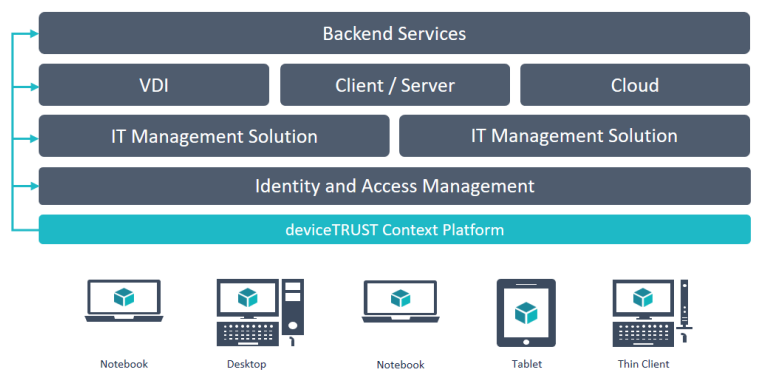 Backend Services
VDI
Client / Server
Cloud
IT Management Solution
IT Management Solution
Identity and Access Management
deviceTRUST Context Platform
Notebook
Desktop
Notebook
Tablet
Thin Client